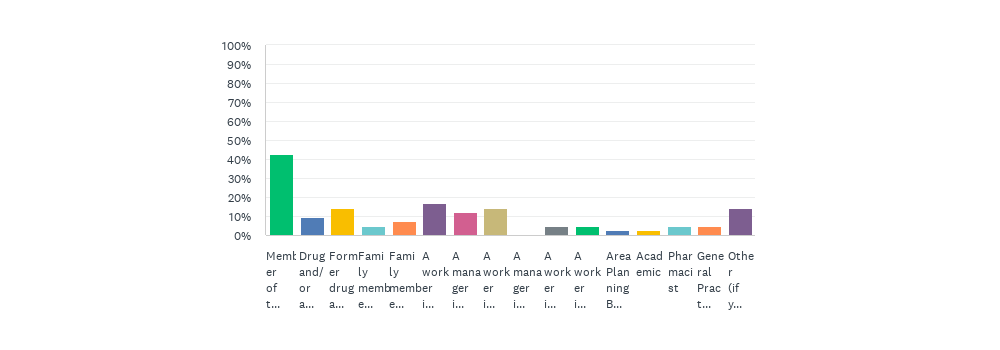 100%
90%
80%
70%
60%
50%
40%
30%
20%
10%
0%
Memb
er
of
t...
Drug
and/
or
a...
Form
er
drug
a...
Fami
ly
memb
e...
Fami
ly
membe
e...
A
work
er
i...
A
mana
ger
i...
A
work
er
i...
A
mana
ger
i...
A
work
er
i...
A
work
er
i...
Area
Plan
ning
B...
Acad
emic
Phar
maci
st
Gene
ral
Prac
t...
Othe
r
(if
y...